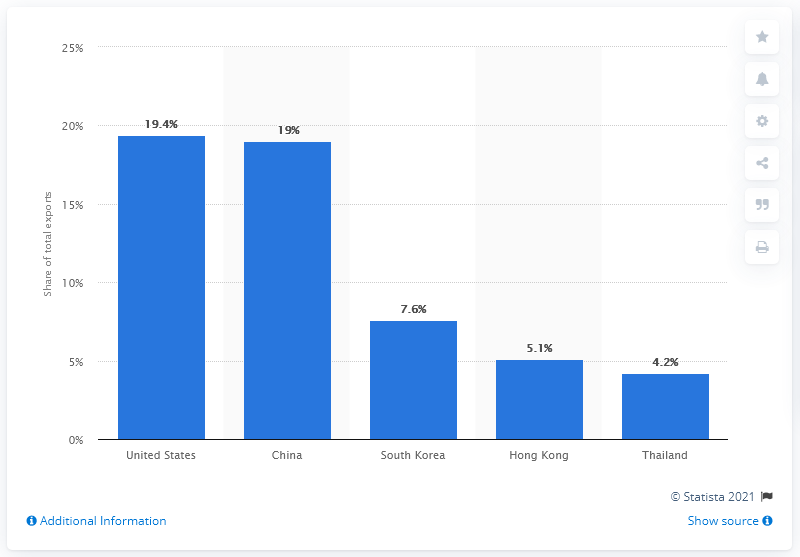 25%
20%
15%
10%
5%
0%
Share of total exports
19.4%
19%
7.6%
5.1%
4.2%
United States
China
South Korea
Hong Kong
Thailand
© Statista 2021
Additional Information
Show source